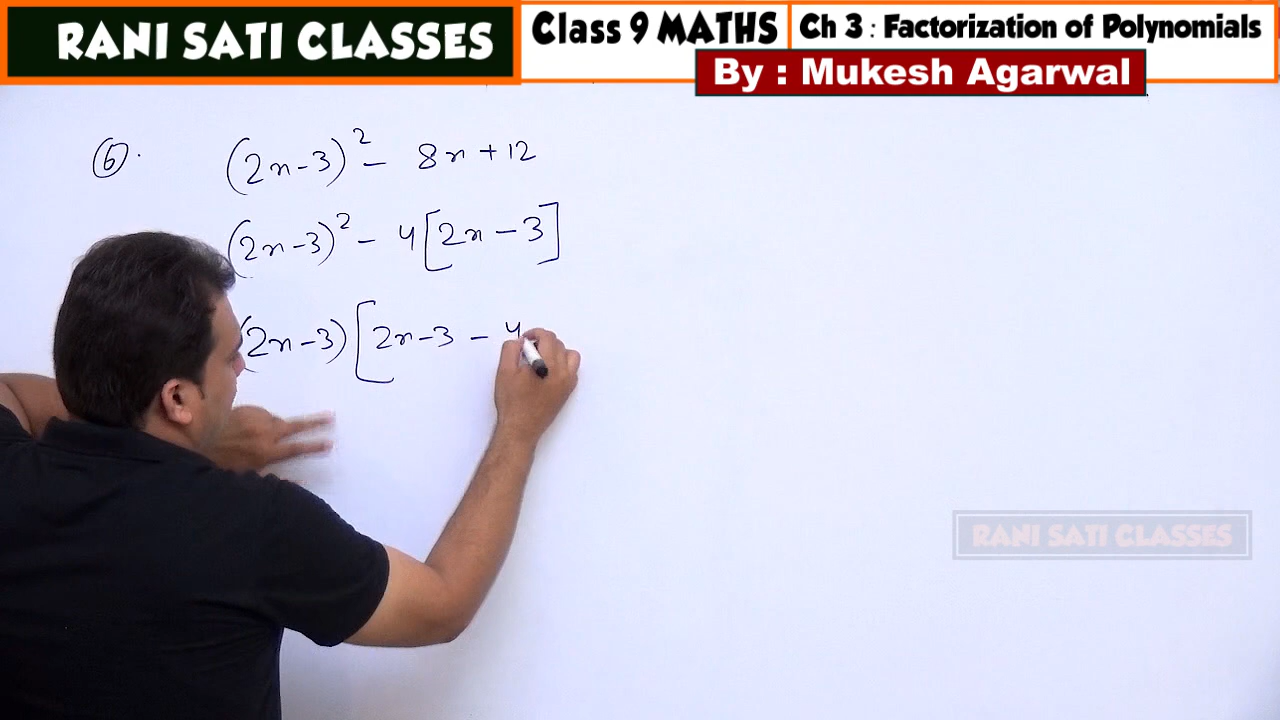 RANI SATI CLASSES
Class 9 MATHS
Ch 3 : Factorization of Polynomials
By : Mukesh Agarwal
6. (2x-3)² - 8x + 12
(2x-3)² - 4[2x - 3]
(2x-3)[2x-3 - 4
RANI SATI CLASSES